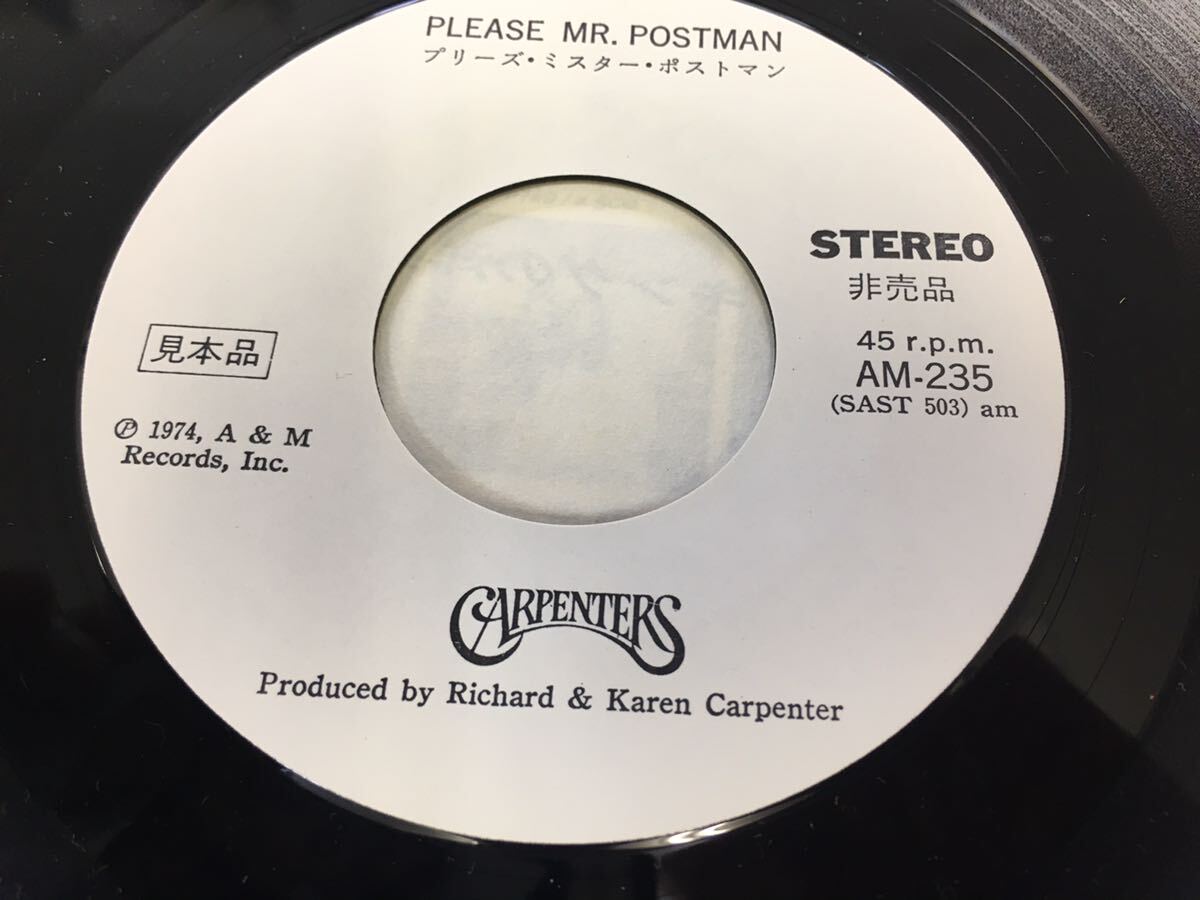 PLEASE MR. POSTMAN
プリーズ・ミスター・ポストマン
STEREO
非売品
見本品
45 r.p.m.
AM-235
(SAST 503) am
Ⓟ 1974, A & M
Records, Inc.
CARPENTERS
Produced by Richard & Karen Carpenter